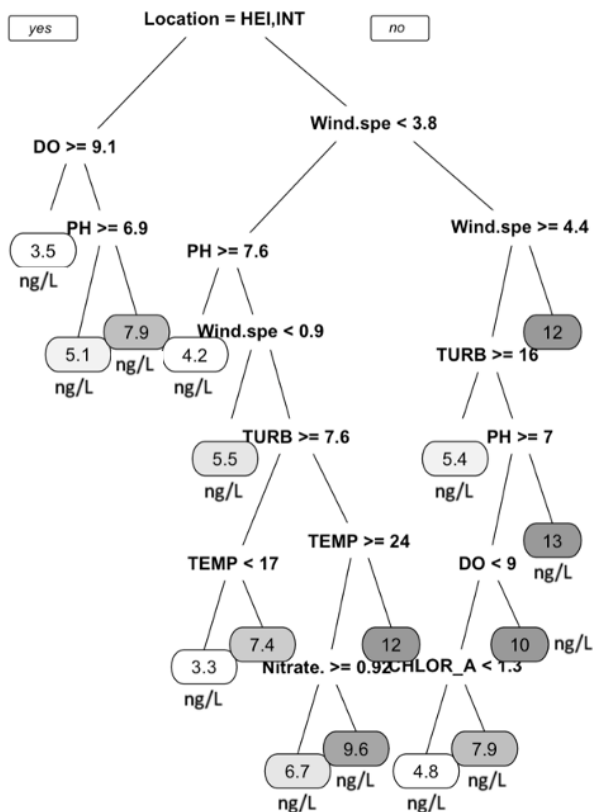 Location = HEI,INT
yes
no
Wind.spe < 3.8
DO >= 9.1
PH >= 6.9
Wind.spe >= 4.4
3.5
ng/L
PH >= 7.6
7.9
ng/L
Wind.spe < 0.9
12
5.1
ng/L
4.2
ng/L
TURB >= 16
TURB >= 7.6
PH >= 7
5.5
ng/L
5.4
ng/L
TEMP >= 24
13
ng/L
TEMP < 17
DO < 9
7.4
ng/L
12
10
ng/L
3.3
ng/L
Nitrate. >= 0.92
CHLOR_A < 1.3
9.6
ng/L
7.9
ng/L
6.7
ng/L
4.8
ng/L